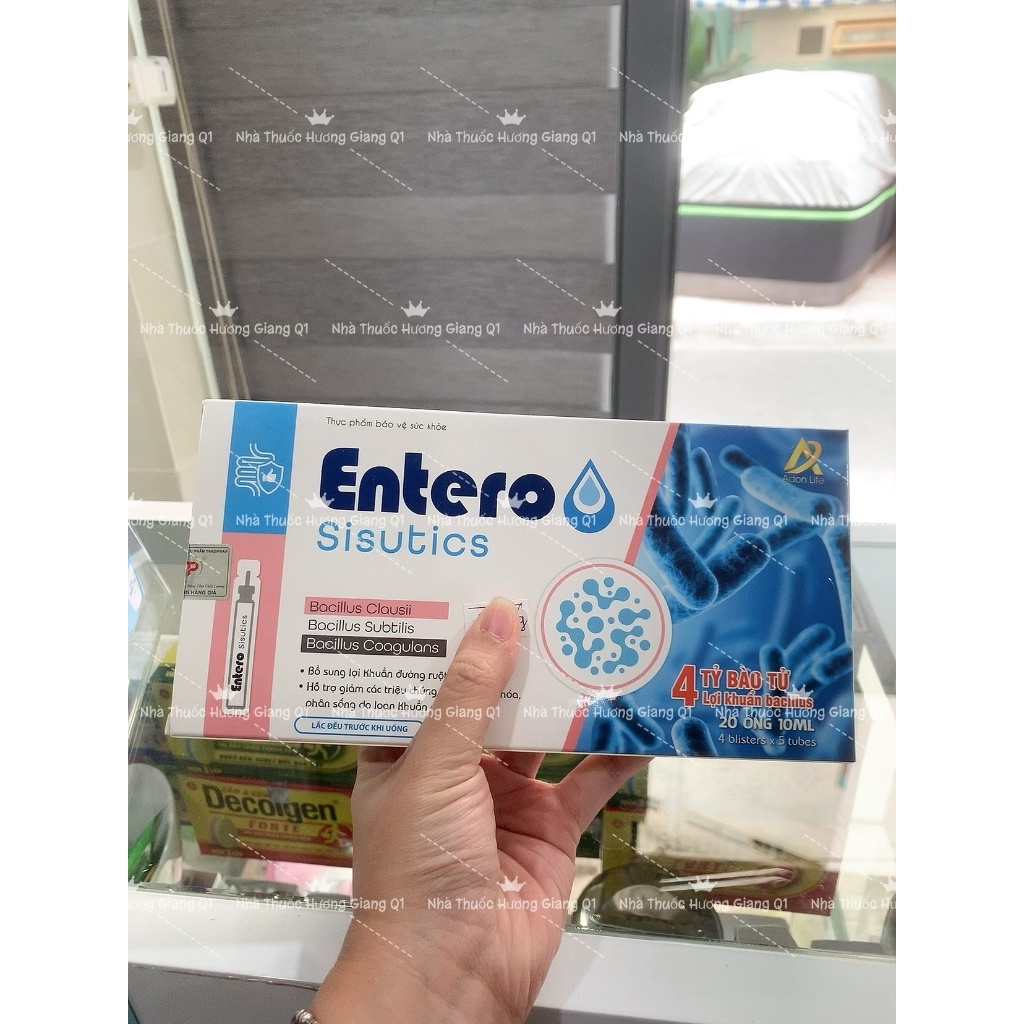 Nhà Thuốc Hương Giang Q1
Thực phẩm bảo vệ sức khỏe
Entero
Sisutics
Adon Life
Bacillus Clausii
Bacillus Subtilis
Bacillus Coagulans
• Bổ sung lợi khuẩn đường ruột
• Hỗ trợ giảm các triệu chứng hóa,
phân sống do loạn khuẩn
LẮC ĐỀU TRƯỚC KHI UỐNG
Entero Sisutics
4 TỶ BÀO TỬ
Lợi khuẩn bacillus
20 ỐNG 10ML
4 blisters x 5 tubes
Decolgen
FORTE